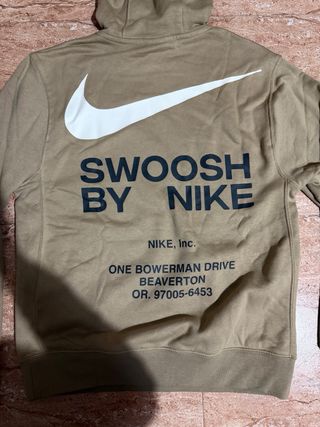 SWOOSH
BY NIKE
NIKE, Inc.
ONE BOWERMAN DRIVE
BEAVERTON
OR. 97005-6453